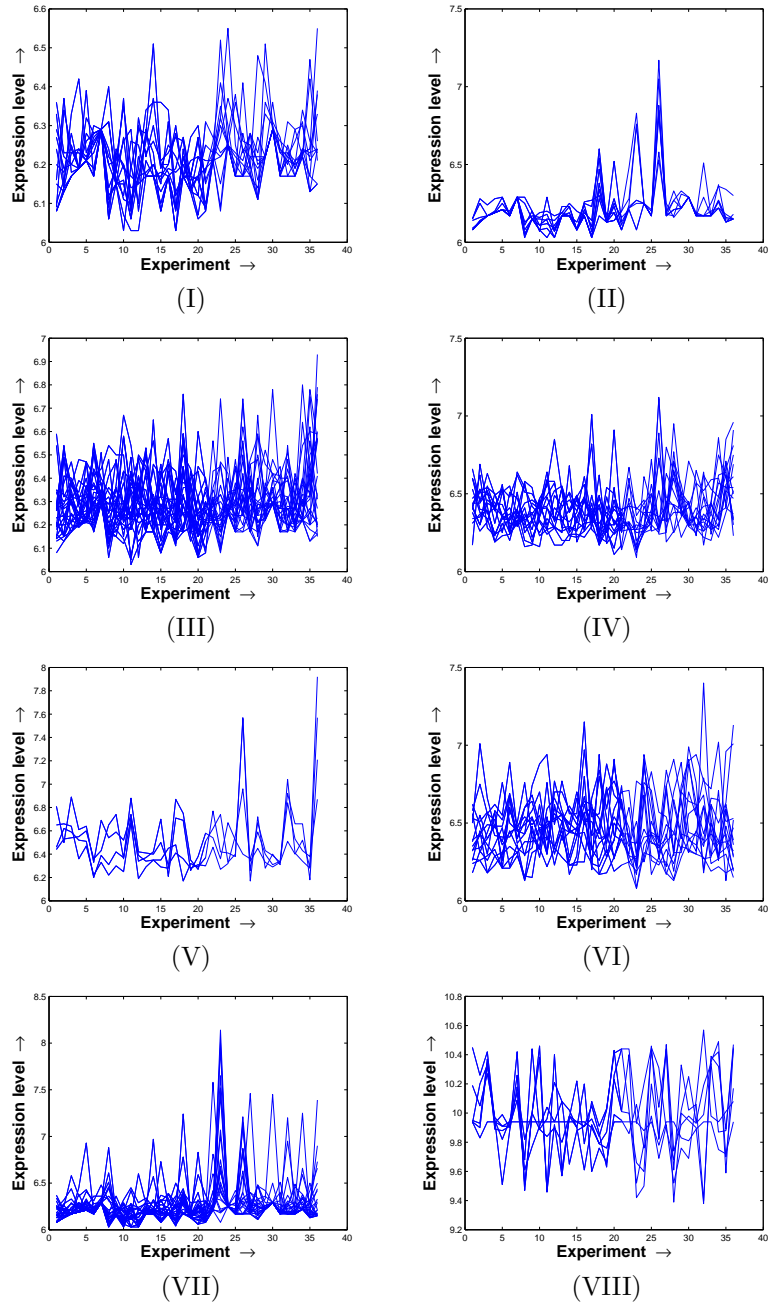 6.6
6.5
6.4
6.3
6.2
6.1
6
0 5 10 15 20 25 30 35 40
Expression level →
Experiment →
(I)
7.5
7
6.5
6
0 5 10 15 20 25 30 35 40
Expression level →
Experiment →
(II)
7
6.9
6.8
6.7
6.6
6.5
6.4
6.3
6.2
6.1
6
0 5 10 15 20 25 30 35 40
Expression level →
Experiment →
(III)
7.5
7
6.5
6
0 5 10 15 20 25 30 35 40
Expression level →
Experiment →
(IV)
8
7.8
7.6
7.4
7.2
7
6.8
6.6
6.4
6.2
6
0 5 10 15 20 25 30 35 40
Expression level →
Experiment →
(V)
7.5
7
6.5
6
0 5 10 15 20 25 30 35 40
Expression level →
Experiment →
(VI)
8.5
8
7.5
7
6.5
6
0 5 10 15 20 25 30 35 40
Expression level →
Experiment →
(VII)
10.8
10.6
10.4
10.2
10
9.8
9.6
9.4
9.2
0 5 10 15 20 25 30 35 40
Expression level →
Experiment →
(VIII)